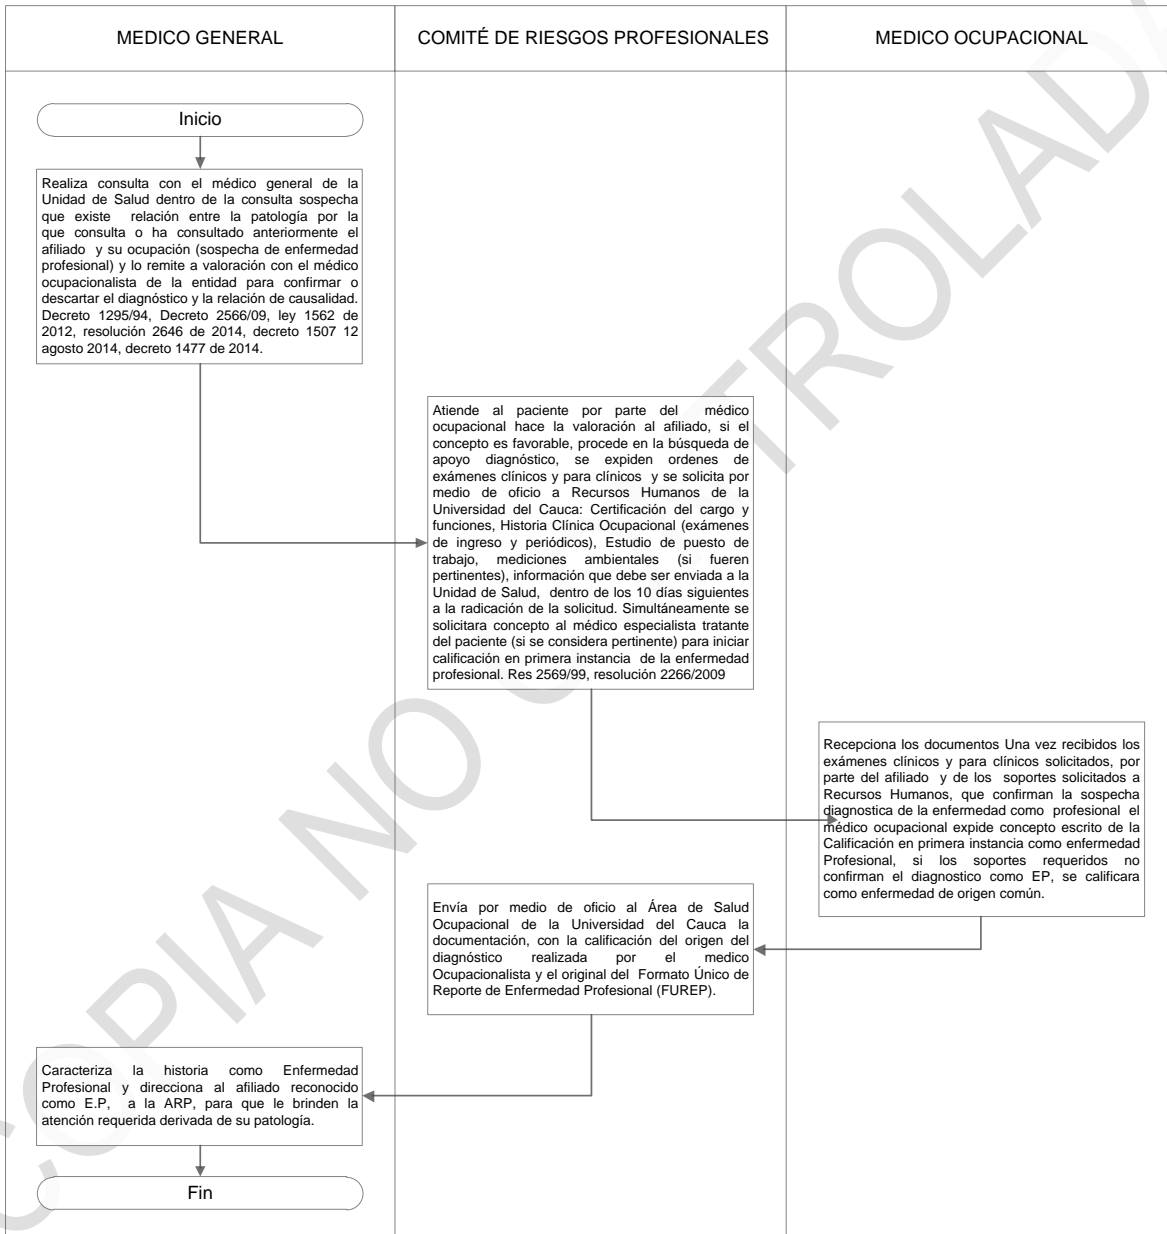 MEDICO GENERAL
COMITÉ DE RIESGOS PROFESIONALES
MEDICO OCUPACIONAL
Inicio
Realiza consulta con el médico general de la
Unidad de Salud dentro de la consulta sospecha
que existe relación entre la patología por la
que consulta o ha consultado anteriormente el
afiliado y su ocupación (sospecha de enfermedad
profesional) y lo remite a valoración con el médico
ocupacionalista de la entidad para confirmar o
descartar el diagnóstico y la relación de causalidad.
Decreto 1295/94, Decreto 2566/09, ley 1562 de
2012, resolución 2646 de 2014, decreto 1507 12
agosto 2014, decreto 1477 de 2014.
Atiende al paciente por parte del médico
ocupacional hace la valoración al afiliado, si el
concepto es favorable, procede en la búsqueda de
apoyo diagnóstico, se expiden ordenes de
exámenes clínicos y para clínicos y se solicita por
medio de oficio a Recursos Humanos de la
Universidad del Cauca: Certificación del cargo y
funciones, Historia Clínica Ocupacional (exámenes
de ingreso y periódicos), Estudio de puesto de
trabajo, mediciones ambientales (si fueren
pertinentes), información que debe ser enviada a la
Unidad de Salud, dentro de los 10 días siguientes
a la radicación de la solicitud. Simultáneamente se
solicitara concepto al médico especialista tratante
del paciente (si se considera pertinente) para iniciar
calificación en primera instancia de la enfermedad
profesional. Res 2569/99, resolución 2266/2009
Recepciona los documentos Una vez recibidos los
exámenes clínicos y para clínicos solicitados, por
parte del afiliado y de los soportes solicitados a
Recursos Humanos, que confirman la sospecha
diagnostica de la enfermedad como profesional el
médico ocupacional expide concepto escrito de la
Calificación en primera instancia como enfermedad
Profesional, si los soportes requeridos no
confirman el diagnostico como EP, se calificara
como enfermedad de origen común.
Envía por medio de oficio al Área de Salud
Ocupacional de la Universidad del Cauca la
documentación, con la calificación del origen del
diagnóstico realizada por el medico
Ocupacionalista y el original del Formato Único de
Reporte de Enfermedad Profesional (FUREP).
Caracteriza la historia como Enfermedad
Profesional y direcciona al afiliado reconocido
como E.P, a la ARP, para que le brinden la
atención requerida derivada de su patología.
Fin
COPIA NO